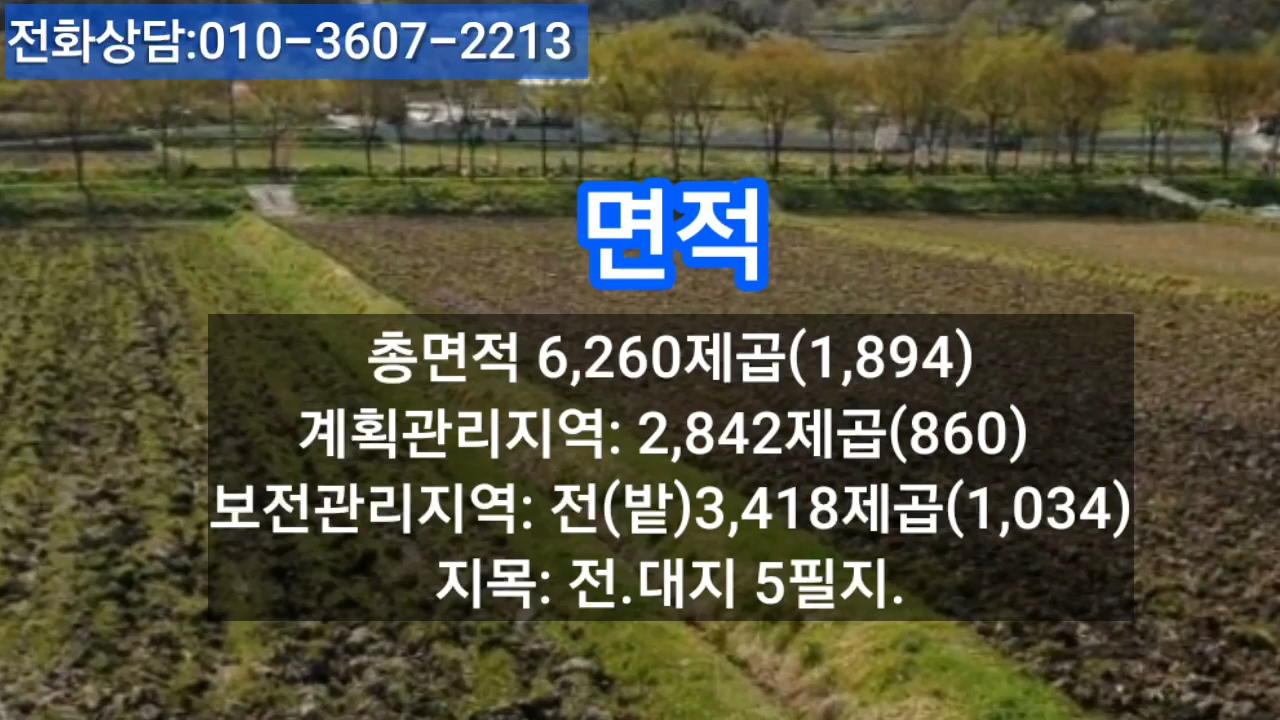 전화상담:010-3607-2213
면적
총면적 6,260제곱(1,894)
계획관리지역: 2,842제곱(860)
보전관리지역: 전(밭)3,418제곱(1,034)
지목: 전.대지 5필지.